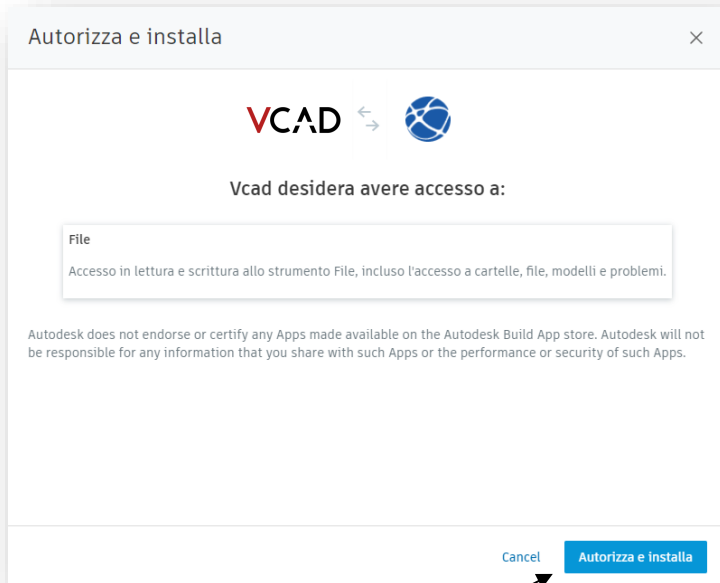 Autorizza e installa
VCAD
Vcad desidera avere accesso a:
File
Accesso in lettura e scrittura allo strumento File, incluso l'accesso a cartelle, file, modelli e problemi.
Autodesk does not endorse or certify any Apps made available on the Autodesk Build App store. Autodesk will not
be responsible for any information that you share with such Apps or the performance or security of such Apps.
Cancel
Autorizza e installa